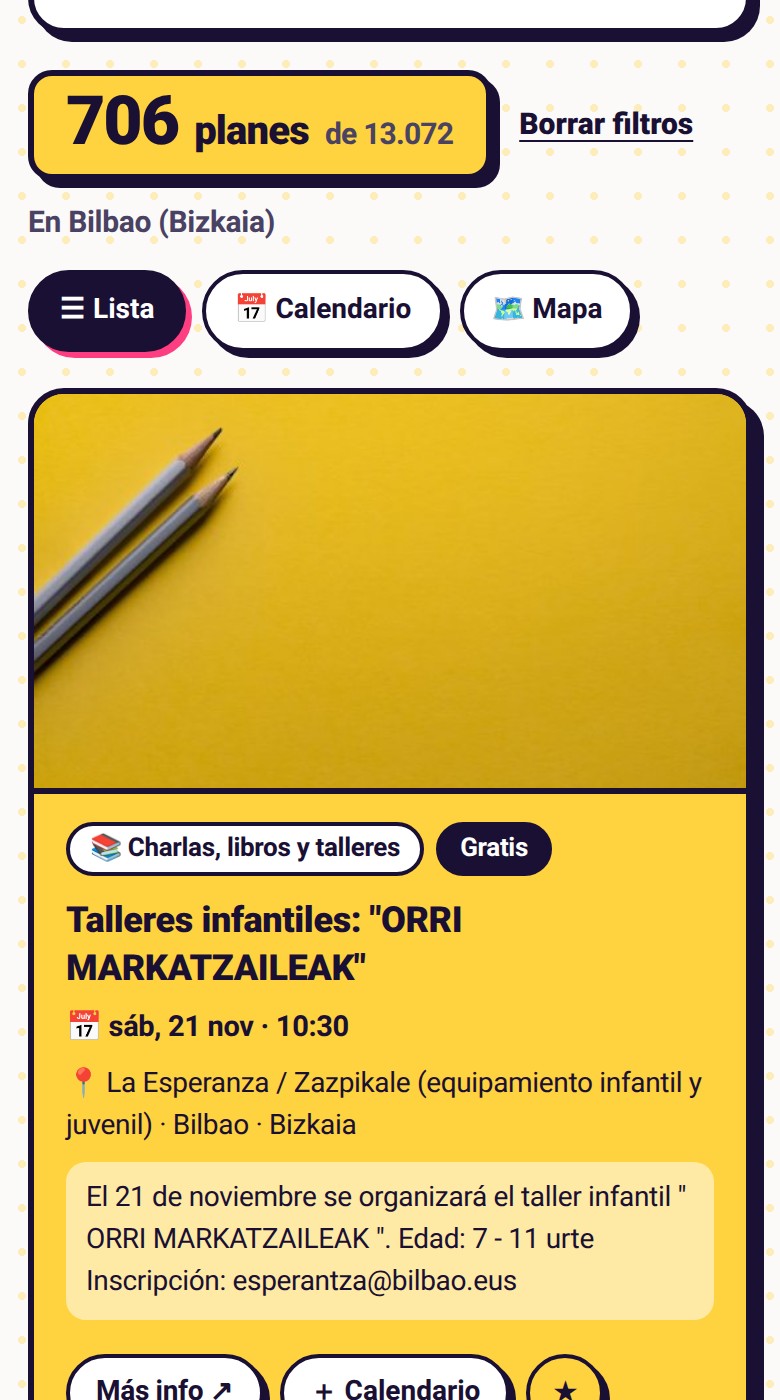 706 planes de 13.072
Borrar filtros
En Bilbao (Bizkaia)
☰ Lista
📅 Calendario
🗺️ Mapa
📚 Charlas, libros y talleres
Gratis
Talleres infantiles: "ORRI
MARKATZAILEAK"
📅 sáb, 21 nov · 10:30
📍 La Esperanza / Zazpikale (equipamiento infantil y
juvenil) · Bilbao · Bizkaia
El 21 de noviembre se organizará el taller infantil "
ORRI MARKATZAILEAK ". Edad: 7 - 11 urte
Inscripción: esperantza@bilbao.eus
Más info ↗
+ Calendario
★